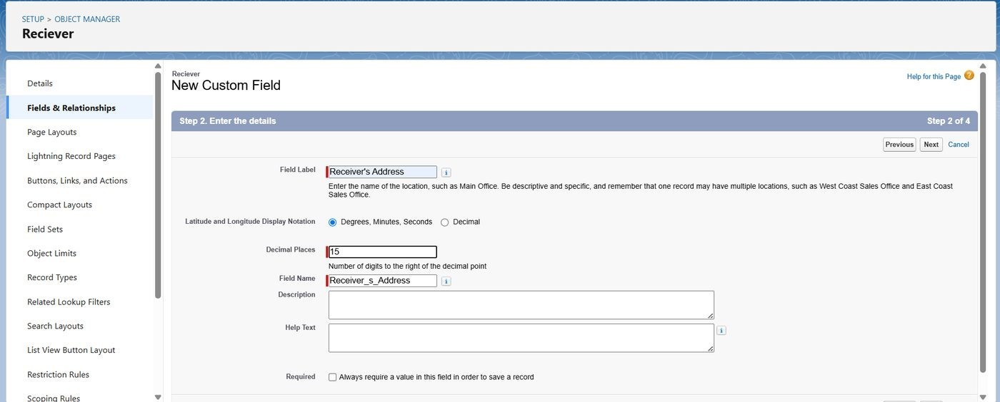 SETUP > OBJECT MANAGER
Reciever
Details
Fields & Relationships
Page Layouts
Lightning Record Pages
Buttons, Links, and Actions
Compact Layouts
Field Sets
Object Limits
Record Types
Related Lookup Filters
Search Layouts
List View Button Layout
Restriction Rules
Scoping Rules
Reciever
New Custom Field
Help for this Page ?
Step 2. Enter the details
Step 2 of 4
Previous Next Cancel
Field Label Receiver's Address i
Enter the name of the location, such as Main Office. Be descriptive and specific, and remember that one record may have multiple locations, such as West Coast Sales Office and East Coast
Sales Office.
Latitude and Longitude Display Notation Degrees, Minutes, Seconds Decimal
Decimal Places 15
Number of digits to the right of the decimal point
Field Name Receiver_s_Address i
Description
Help Text i
Required Always require a value in this field in order to save a record